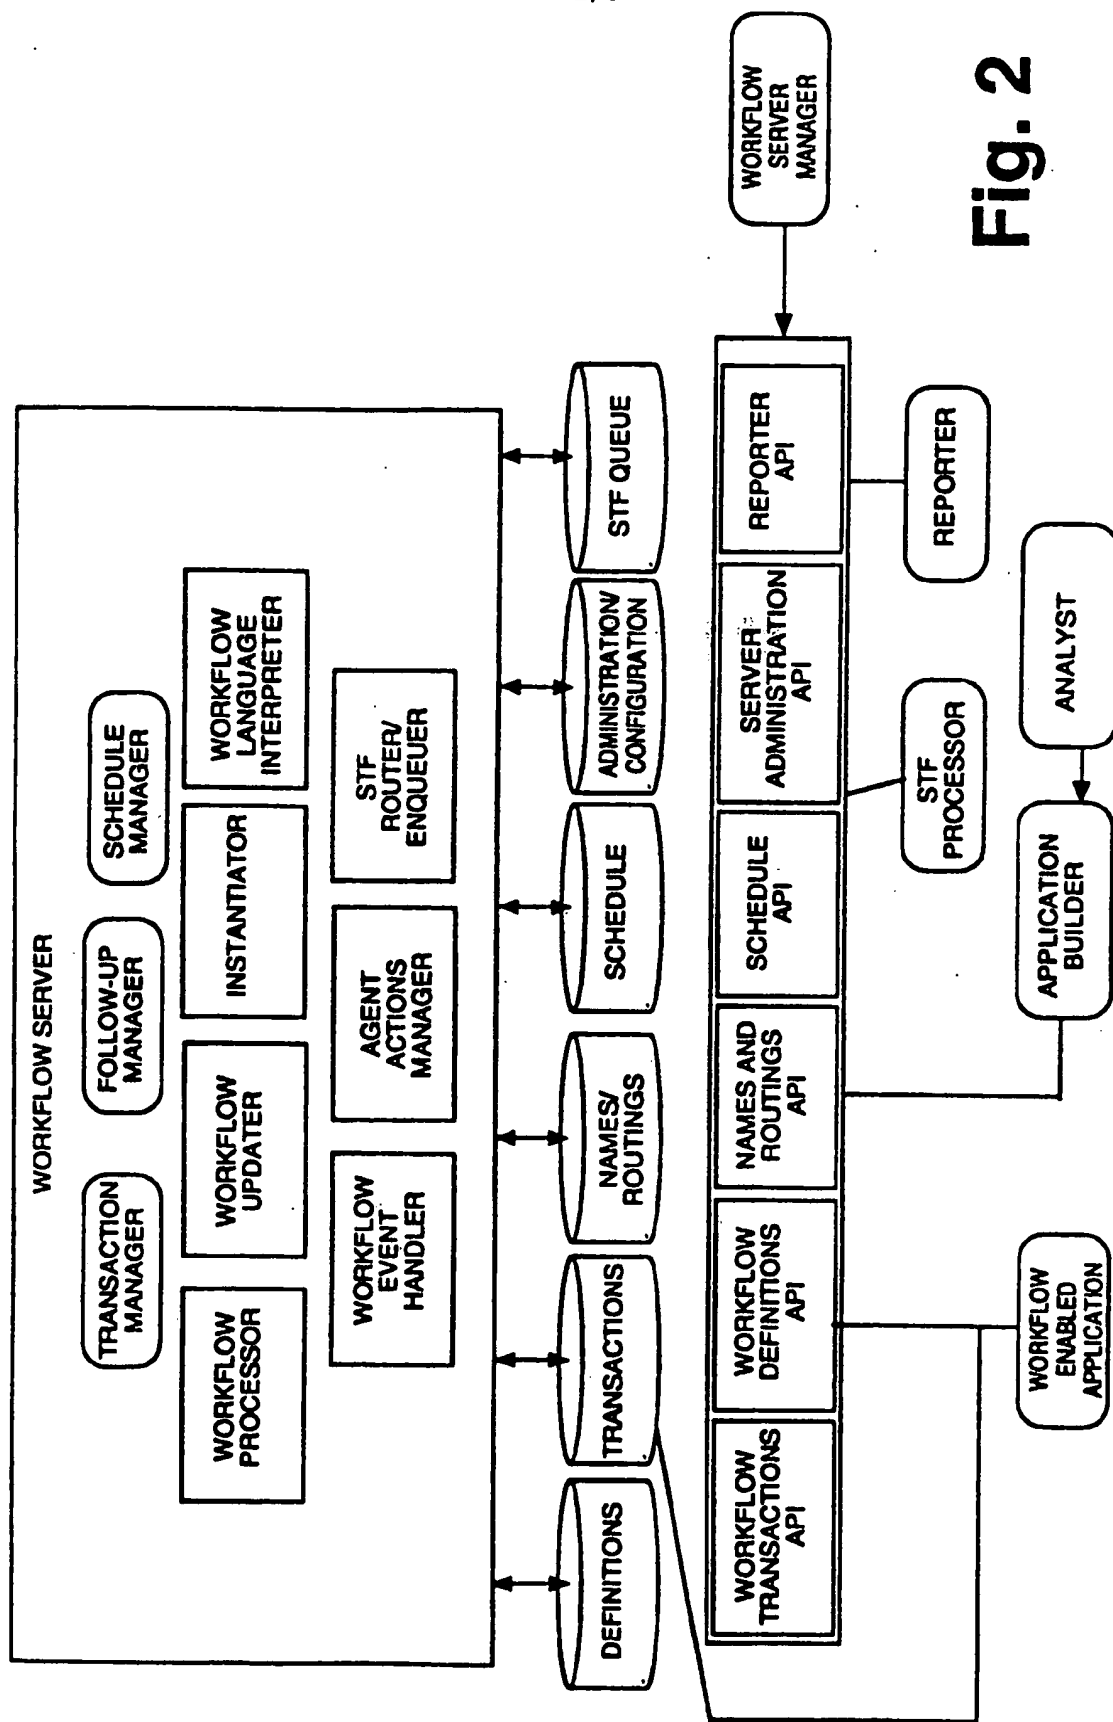 WORKFLOW SERVER
TRANSACTION
MANAGER
FOLLOW-UP
MANAGER
SCHEDULE
MANAGER
WORKFLOW
PROCESSOR
WORKFLOW
UPDATER
INSTANTIATOR
WORKFLOW
LANGUAGE
INTERPRETER
WORKFLOW
EVENT
HANDLER
AGENT
ACTIONS
MANAGER
STF
ROUTER/
ENQUEUER
DEFINITIONS
TRANSACTIONS
NAMES/
ROUTINGS
SCHEDULE
ADMINISTRATION/
CONFIGURATION
STF QUEUE
WORKFLOW
TRANSACTIONS
API
WORKFLOW
DEFINITIONS
API
NAMES AND
ROUTINGS
API
SCHEDULE
API
SERVER
ADMINISTRATION
API
REPORTER
API
WORKFLOW
SERVER
MANAGER
STF
PROCESSOR
REPORTER
WORKFLOW
ENABLED
APPLICATION
APPLICATION
BUILDER
ANALYST
Fig. 2